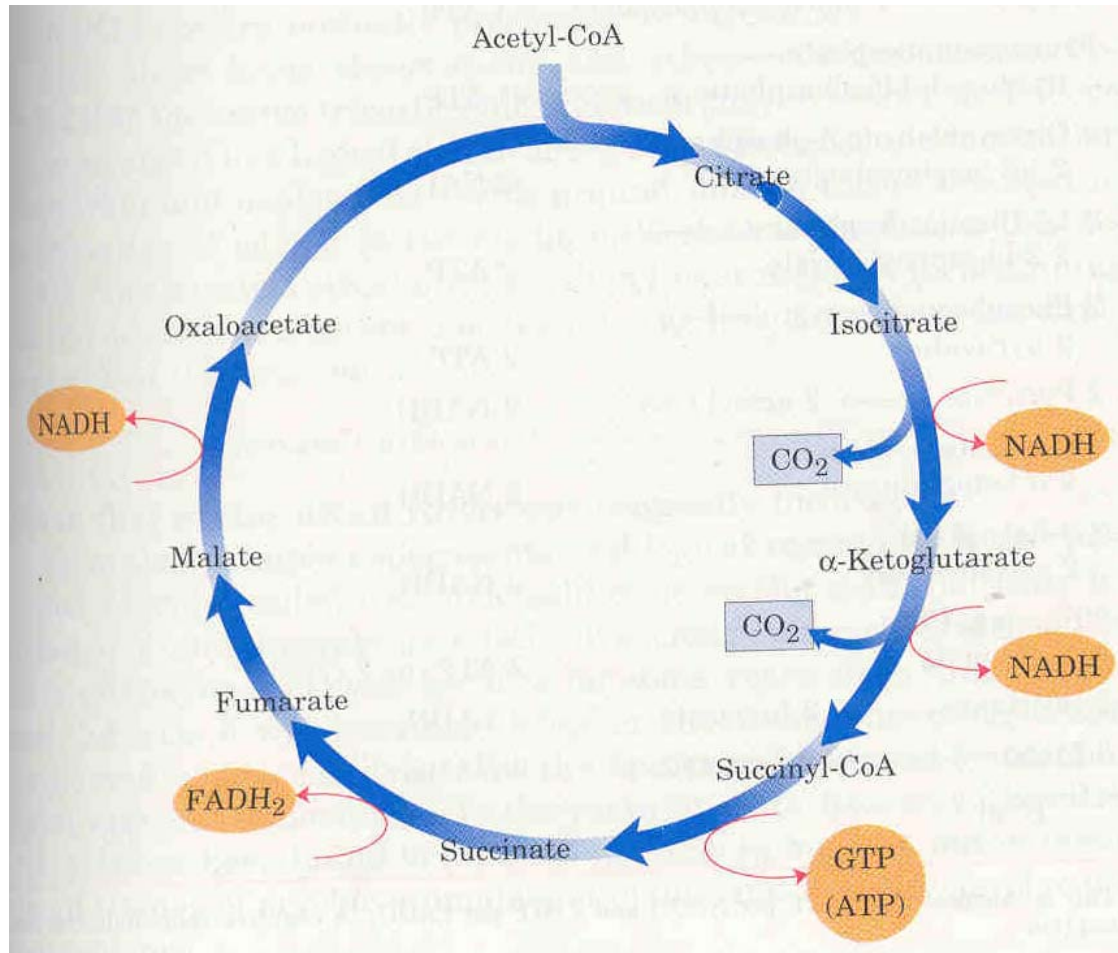 Acetyl-CoA
Citrate
Isocitrate
NADH
CO₂
α-Ketoglutarate
CO₂
NADH
Succinyl-CoA
GTP
(ATP)
Succinate
FADH₂
Fumarate
Malate
NADH
Oxaloacetate